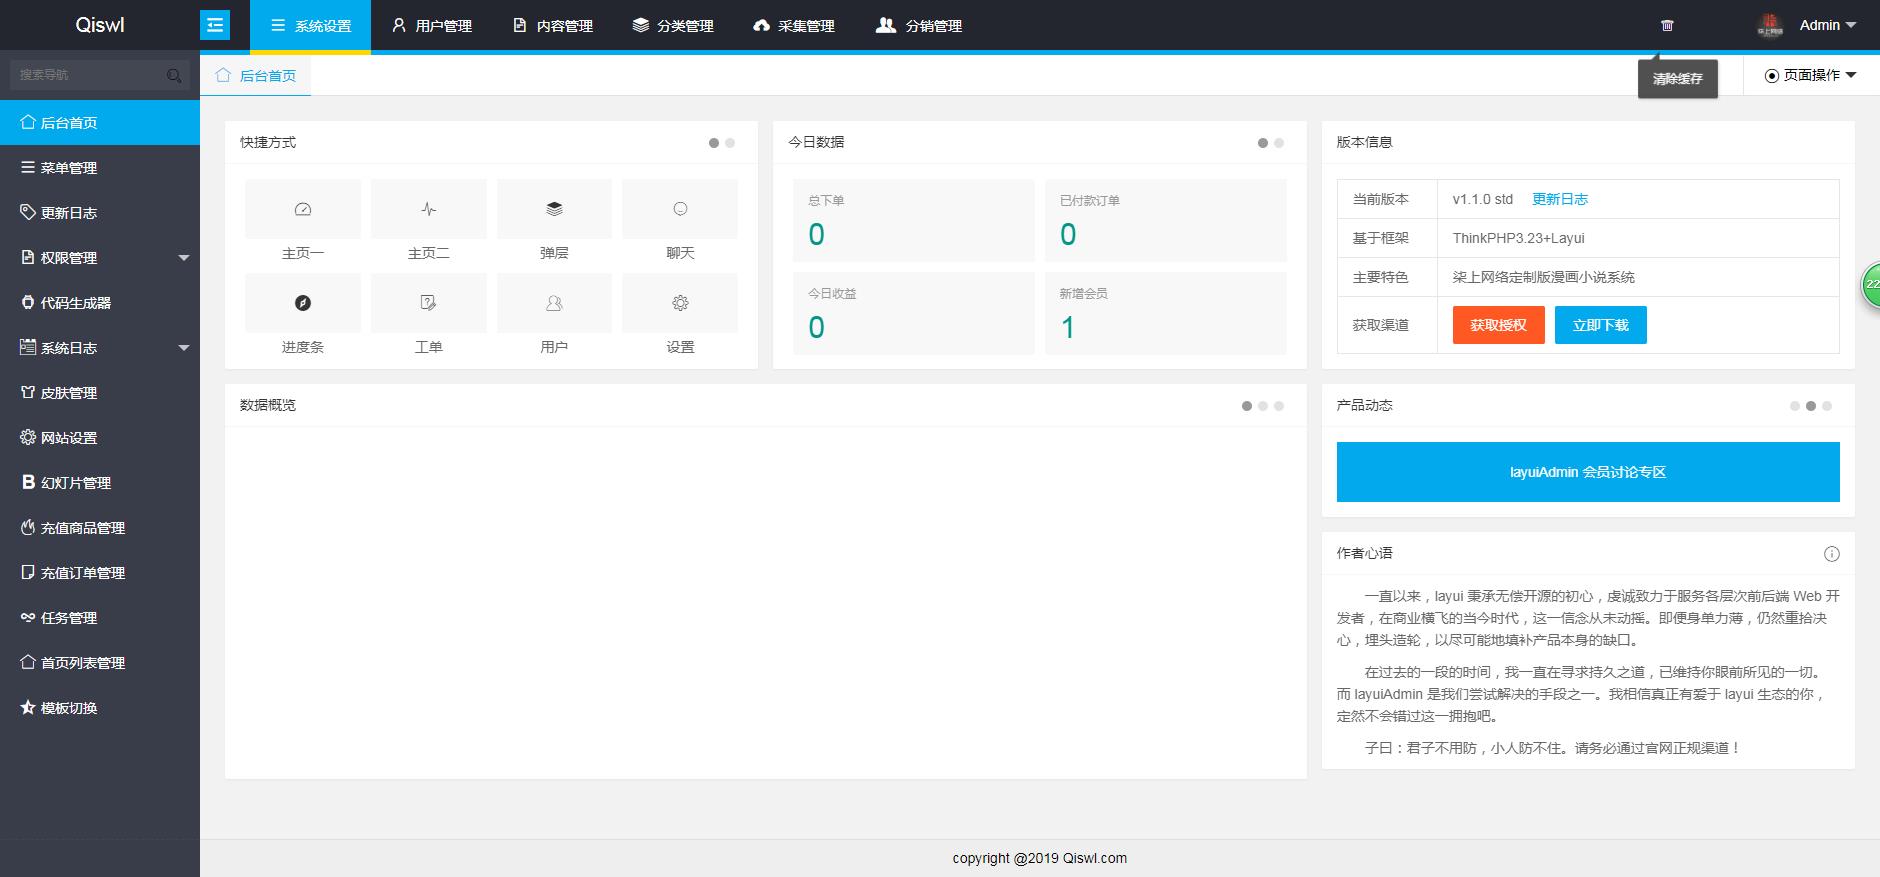 Qiswl
系统设置
用户管理
内容管理
分类管理
采集管理
分销管理
Admin
搜索导航
后台首页
清除缓存
页面操作
后台首页
菜单管理
更新日志
权限管理
代码生成器
系统日志
皮肤管理
网站设置
B 幻灯片管理
充值商品管理
充值订单管理
任务管理
首页列表管理
模板切换
快捷方式
主页一
主页二
弹层
聊天
进度条
工单
用户
设置
今日数据
总下单
0
已付款订单
0
今日收益
0
新增会员
1
版本信息
当前版本 v1.1.0 std 更新日志
基于框架 ThinkPHP3.23+Layui
主要特色 柒上网络定制版漫画小说系统
获取渠道 获取授权 立即下载
22
数据概览
产品动态
layuiAdmin 会员讨论专区
作者心语
一直以来，layui 秉承无偿开源的初心，虔诚致力于服务各层次前后端 Web 开
发者，在商业横飞的当今时代，这一信念从未动摇。即便身单力薄，仍然重拾决
心，埋头造轮，以尽可能地填补产品本身的缺口。
在过去的一段的时间，我一直在寻求持久之道，已维持你眼前所见的一切。
而 layuiAdmin 是我们尝试解决的手段之一。我相信真正有爱于 layui 生态的你，
定然不会错过这一拥抱吧。
子曰：君子不用防，小人防不住。请务必通过官网正规渠道！
copyright @2019 Qiswl.com